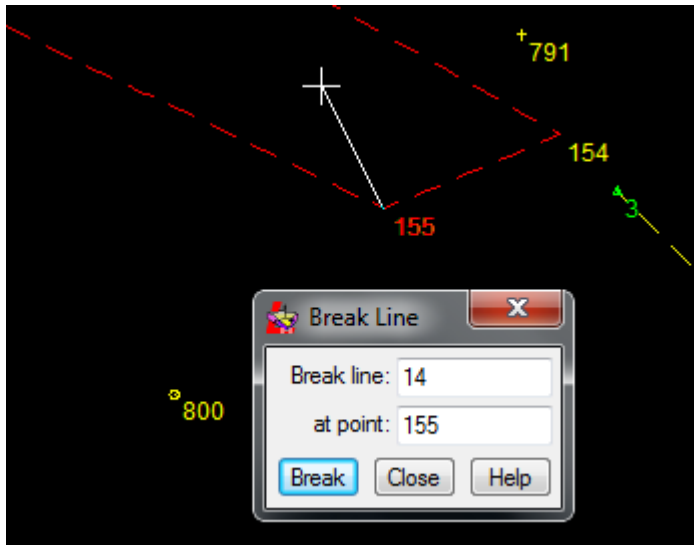 791
154
3
155
Break Line
Break line: 14
800
at point: 155
Break Close Help